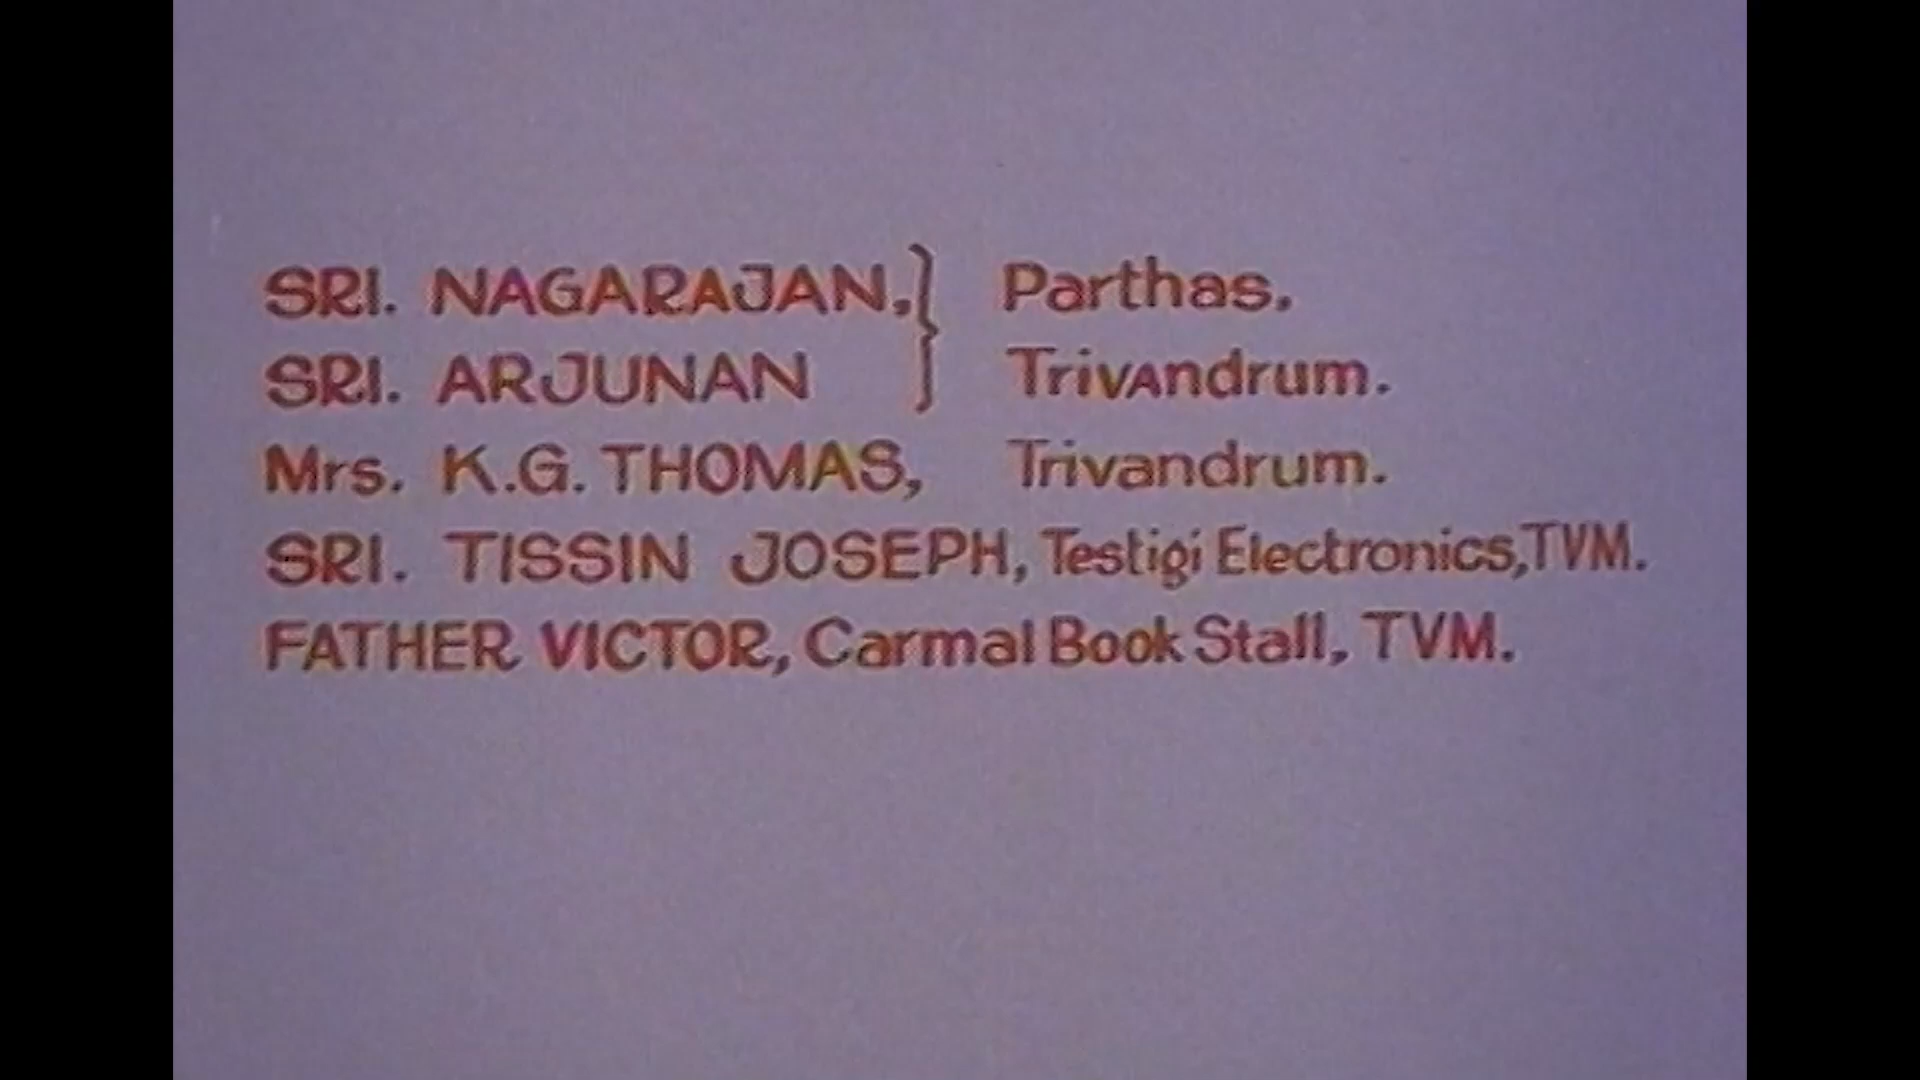 SRI. NAGARAJAN, } Parthas.
SRI. ARJUNAN } Trivandrum.
Mrs. K.G. THOMAS, Trivandrum.
SRI. TISSIN JOSEPH, Testigi Electronics, TVM.
FATHER VICTOR, Carmal Book Stall, TVM.